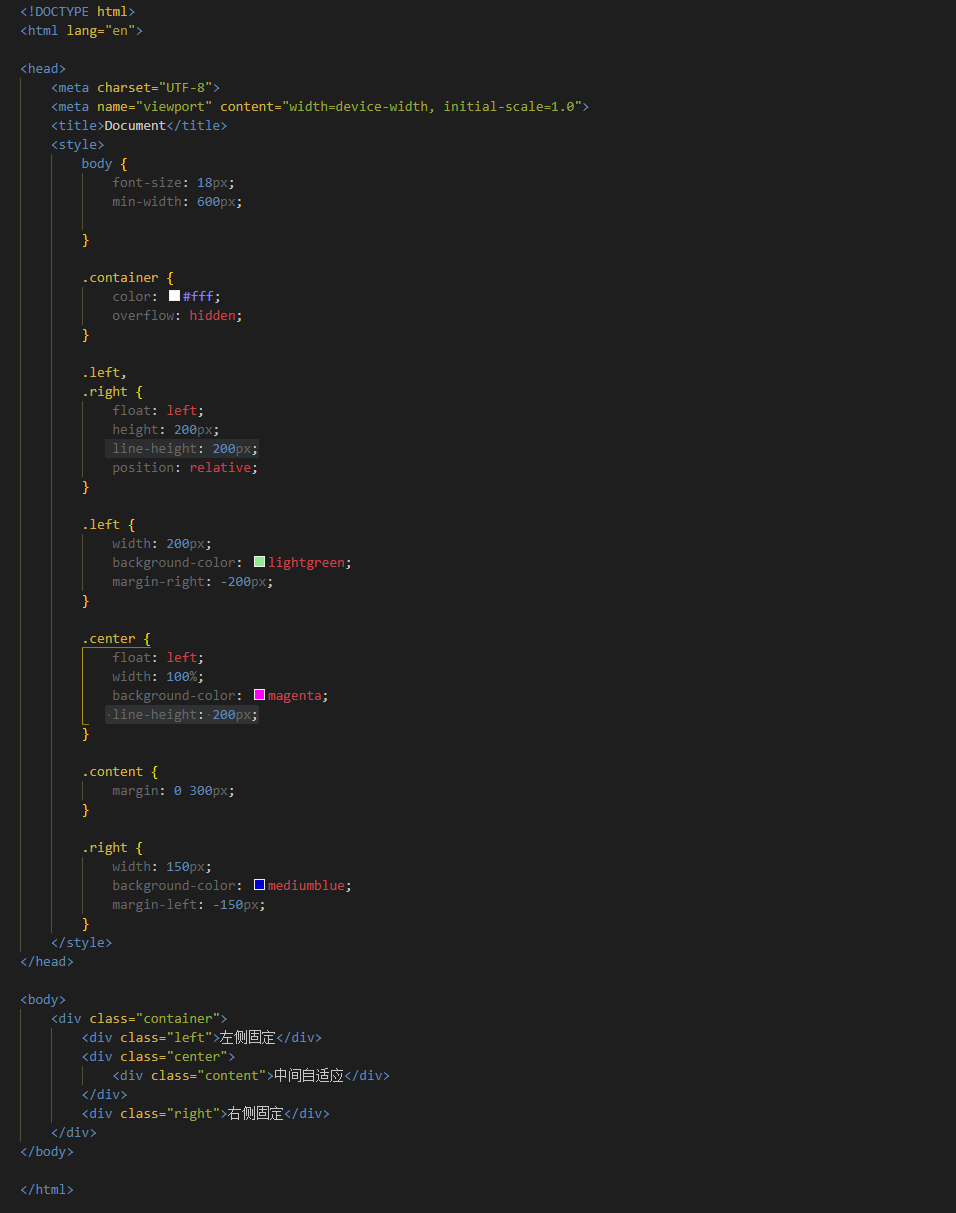 <!DOCTYPE html>
<html lang="en">
<head>
<meta charset="UTF-8">
<meta name="viewport" content="width=device-width, initial-scale=1.0">
<title>Document</title>
<style>
body {
font-size: 18px;
min-width: 600px;
}
.container {
color: #fff;
overflow: hidden;
}
.left,
.right {
float: left;
height: 200px;
line-height: 200px;
position: relative;
}
.left {
width: 200px;
background-color: lightgreen;
margin-right: -200px;
}
.center {
float: left;
width: 100%;
background-color: magenta;
line-height: 200px;
}
.content {
margin: 0 300px;
}
.right {
width: 150px;
background-color: mediumblue;
margin-left: -150px;
}
</style>
</head>
<body>
<div class="container">
<div class="left">左侧固定</div>
<div class="center">
<div class="content">中间自适应</div>
</div>
<div class="right">右侧固定</div>
</div>
</body>
</html>